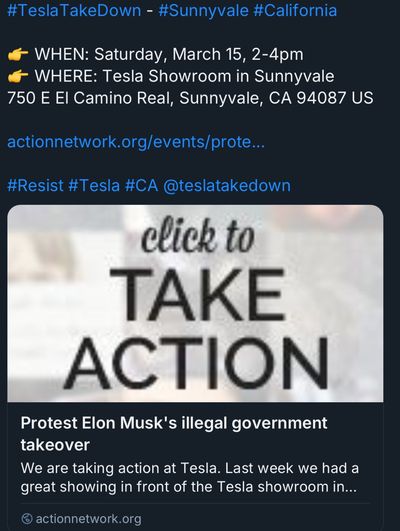 #TeslaTakeDown - #Sunnyvale #California
👉 WHEN: Saturday, March 15, 2-4pm
👉 WHERE: Tesla Showroom in Sunnyvale
750 E El Camino Real, Sunnyvale, CA 94087 US
actionnetwork.org/events/prote...
#Resist #Tesla #CA @teslatakedown
click to
TAKE
ACTION
Protest Elon Musk's illegal government
takeover
We are taking action at Tesla. Last week we had a
great showing in front of the Tesla showroom in...
actionnetwork.org